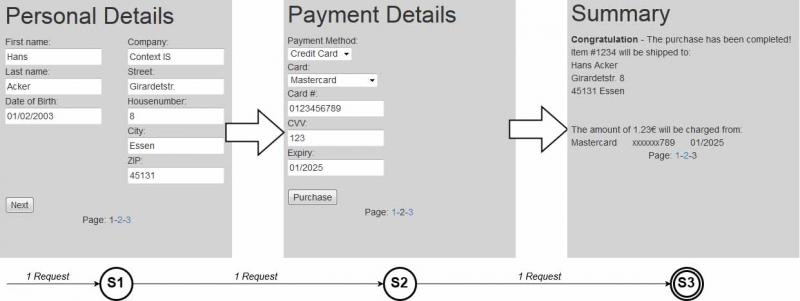 Personal Details
First name:
Hans
Last name:
Acker
Date of Birth:
01/02/2003
Company:
Context IS
Street:
Girardetstr.
Housenumber:
8
City:
Essen
ZIP:
45131
Next
Page: 1-2-3
Payment Details
Payment Method:
Credit Card
Card:
Mastercard
Card #:
0123456789
CVV:
123
Expiry:
01/2025
Purchase
Page: 1-2-3
Summary
Congratulation - The purchase has been completed!
Item #1234 will be shipped to:
Hans Acker
Girardetstr. 8
45131 Essen
The amount of 1.23€ will be charged from:
Mastercard xxxxxxx789 01/2025
Page: 1-2-3
1 Request S1 1 Request S2 1 Request S3